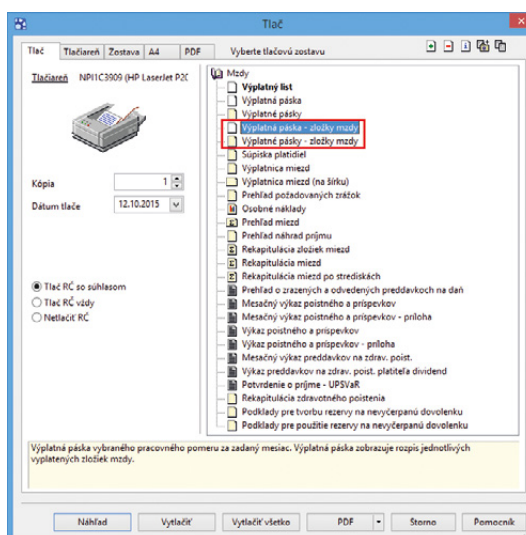 Tlač
Tlač Tlačiareň Zostava A4 PDF Vyberte tlačovú zostavu
Tlačiareň NPI1C3909 (HP LaserJet P20
Kópia 1
Dátum tlače 12.10.2015
Tlač RČ so súhlasom
Tlač RČ vždy
Netlačiť RČ
Mzdy
Výplatný list
Výplatná páska
Výplatné pásky
Výplatná páska - zložky mzdy
Výplatné pásky - zložky mzdy
Súpiska platidiel
Výplatnica miezd
Výplatnica miezd (na šírku)
Prehľad požadovaných zrážok
Osobné náklady
Prehľad miezd
Prehľad náhrad príjmu
Rekapitulácia zložiek miezd
Rekapitulácia miezd
Rekapitulácia miezd po strediskách
Prehľad o zrazených a odvedených preddavkoch na daň
Mesačný výkaz poistného a príspevkov
Mesačný výkaz poistného a príspevkov - príloha
Výkaz poistného a príspevkov
Výkaz poistného a príspevkov - príloha
Mesačný výkaz preddavkov na zdrav. poist.
Výkaz preddavkov na zdrav. poist. platiteľa dividend
Potvrdenie o príjme - UPSVaR
Rekapitulácia zdravotného poistenia
Podklady pre tvorbu rezervy na nevyčerpanú dovolenku
Podklady pre použitie rezervy na nevyčerpanú dovolenku
Výplatná páska vybraného pracovného pomeru za zadaný mesiac. Výplatná páska zobrazuje rozpis jednotlivých
vyplatených zložiek mzdy.
Náhľad Vytlačiť Vytlačiť všetko PDF Storno Pomocník